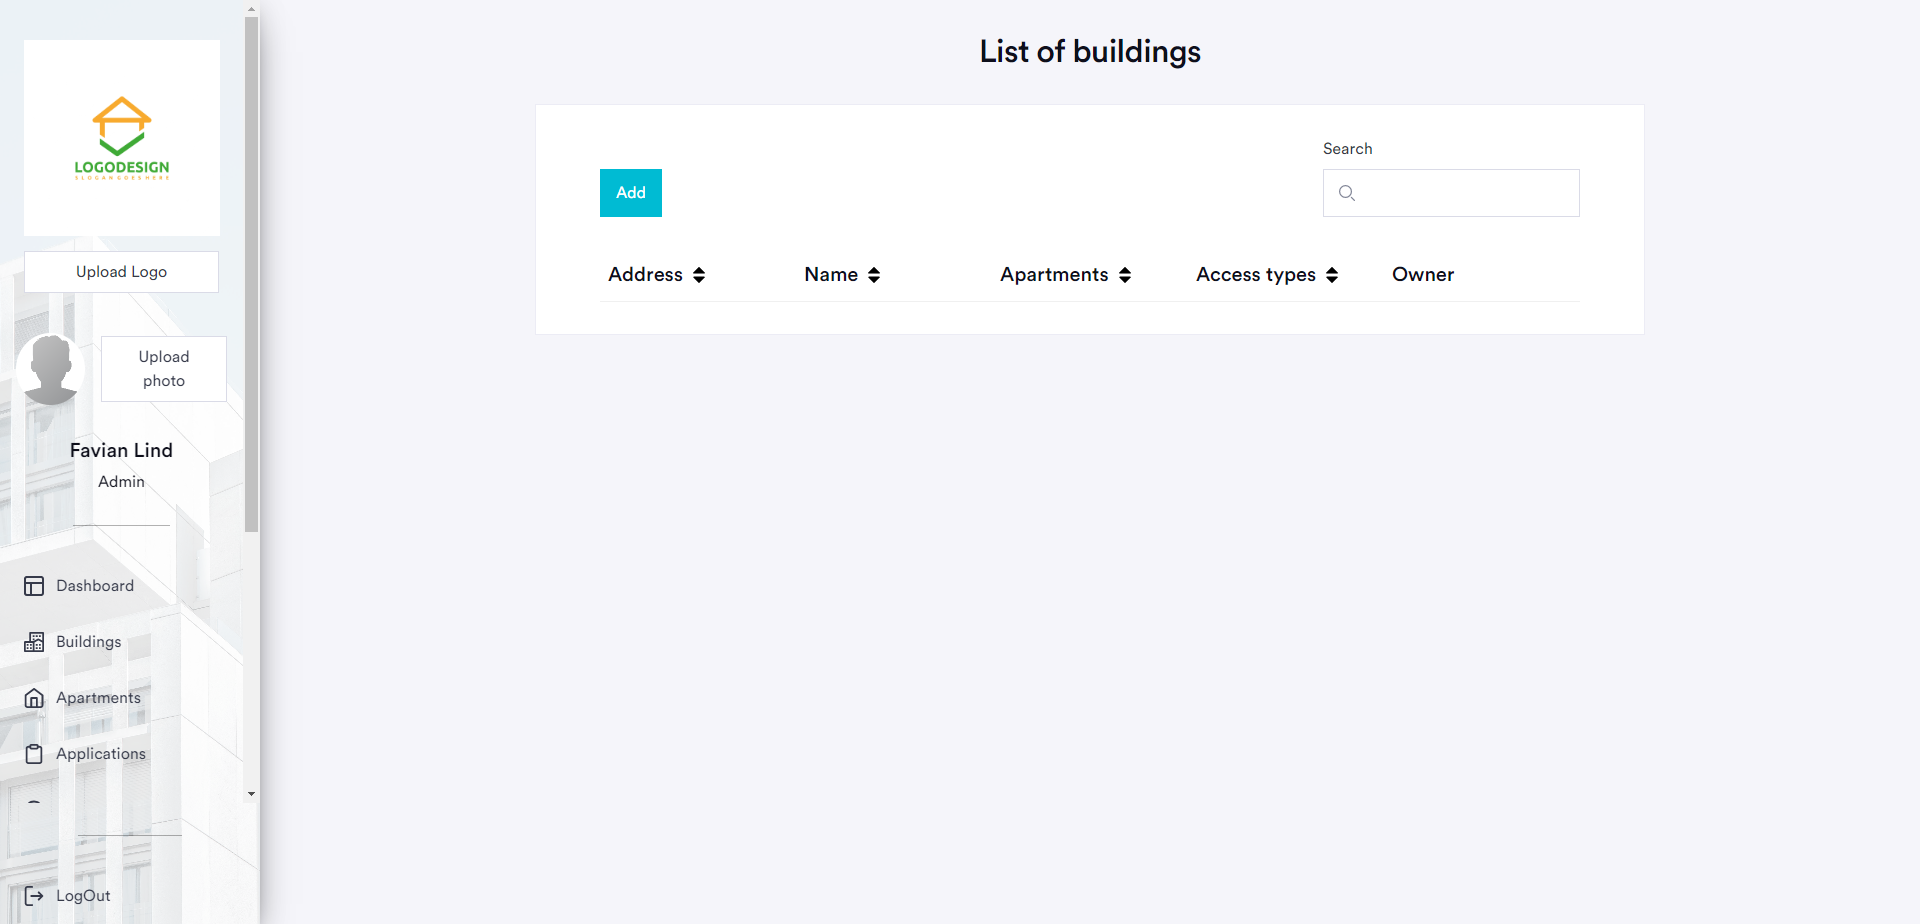 LOGODESIGN
SLOGANGOESHERE
Upload Logo
Upload
photo
Favian Lind
Admin
Dashboard
Buildings
Apartments
Applications
LogOut
List of buildings
Search
Add
Address Name Apartments Access types Owner